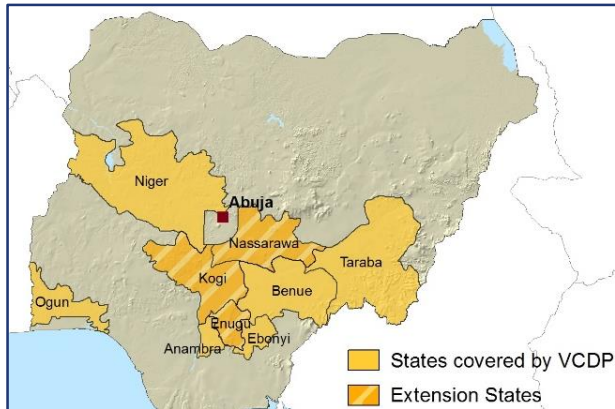 Niger
Abuja
Nassarawa
Taraba
Kogi
Benue
Ogun
Enugu
Ebonyi
Anambra
States covered by VCDP
Extension States